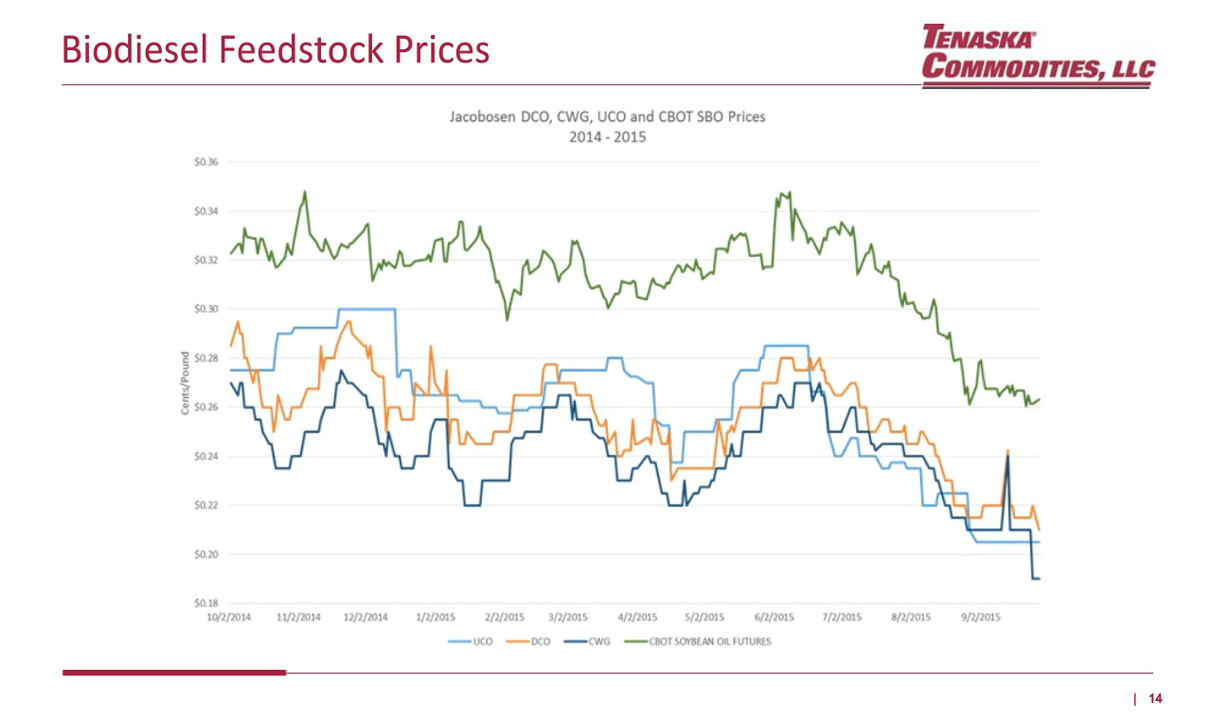 Biodiesel Feedstock Prices
TENASKA®
COMMODITIES, LLC
Jacobosen DCO, CWG, UCO and CBOT SBO Prices
2014 - 2015
$0.36
$0.34
$0.32
$0.30
$0.28
$0.26
$0.24
$0.22
$0.20
$0.18
Cents/Pound
10/2/2014 11/2/2014 12/2/2014 1/2/2015 2/2/2015 3/2/2015 4/2/2015 5/2/2015 6/2/2015 7/2/2015 8/2/2015 9/2/2015
UCO DCO CWG CBOT SOYBEAN OIL FUTURES
| 14